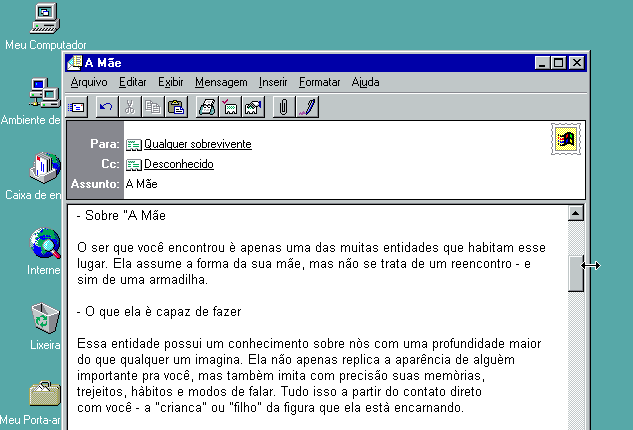 Meu Computador
A Mãe
Arquivo Editar Exibir Mensagem Inserir Formatar Ajuda
Ambiente de
Para: Qualquer sobrevivente
Cc: Desconhecido
Assunto: A Mãe
Caixa de en
- Sobre "A Mãe
O ser que você encontrou è apenas uma das muitas entidades que habitam esse
lugar. Ela assume a forma da sua mãe, mas não se trata de um reencontro - e
sim de uma armadilha.
Interne
- O que ela è capaz de fazer
Essa entidade possui um conhecimento sobre nòs com uma profundidade maior
do que qualquer um imagina. Ela não apenas replica a aparência de alguèm
importante pra você, mas tambèm imita com precisão suas memòrias,
trejeitos, hàbitos e modos de falar. Tudo isso a partir do contato direto
com você - a "crianca" ou "filho" da figura que ela està encarnando.
Lixeira
Meu Porta-ar